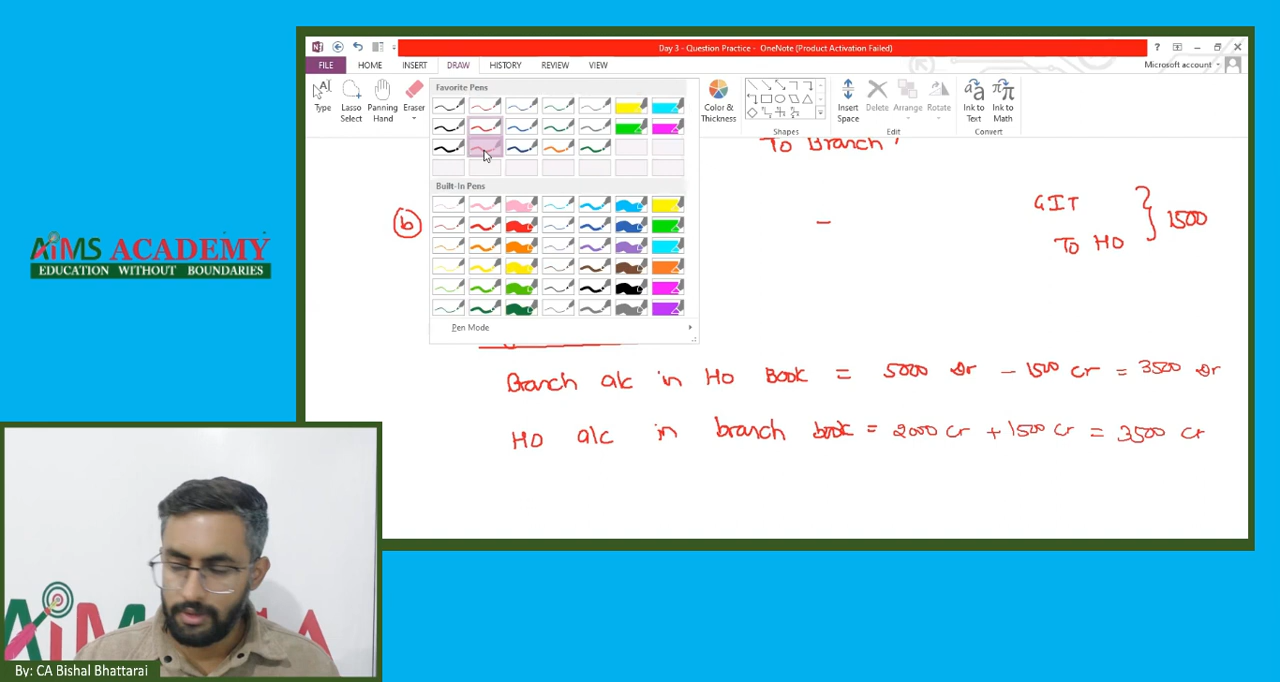 Day 3 - Question Practice - OneNote (Product Activation Failed)
FILE HOME INSERT DRAW HISTORY REVIEW VIEW
Microsoft account
Type
Lasso Select
Panning Hand
Eraser
Favorite Pens
Built-In Pens
Pen Mode
Color & Thickness
Shapes
Insert Space
Delete
Arrange
Rotate
Edit
Ink to Text
Ink to Math
Convert
To Branch
b
-
GIT
To HO
} 1500
Branch a/c in HO Book = 5000 Dr - 1500 Cr = 3500 Dr
HO a/c in branch book = 2000 Cr + 1500 Cr = 3500 Cr
AiMS ACADEMY
EDUCATION WITHOUT BOUNDARIES
By: CA Bishal Bhattarai